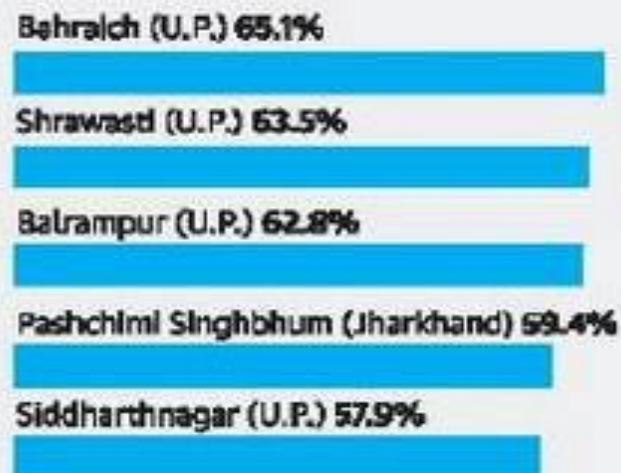 Bahraich (U.P.) 65.1%
Shrawasti (U.P.) 63.5%
Balrampur (U.P.) 62.8%
Pashchimi Singhbhum (Jharkhand) 59.4%
Siddharthnagar (U.P.) 57.9%